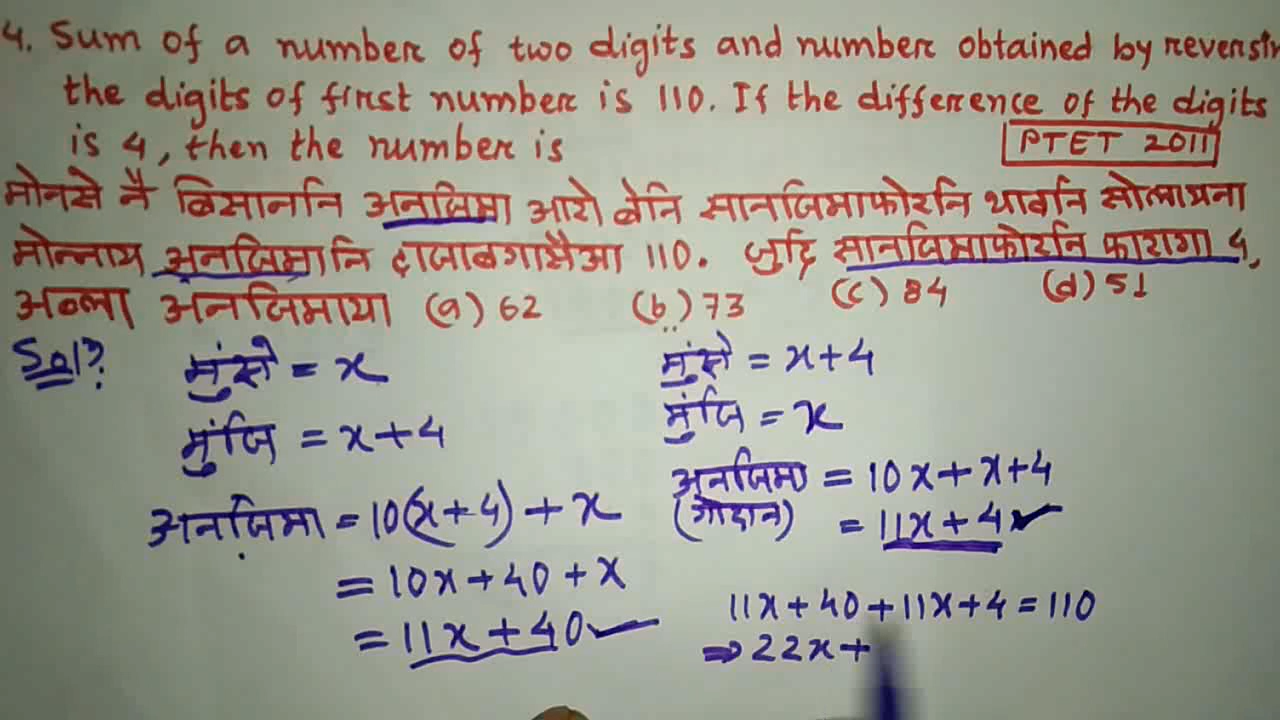 4. Sum of a number of two digits and number obtained by reversin
the digits of first number is 110. If the difference of the digits
is 4, then the number is
PTET 2011
मोनसे नै बिसाननि अनजिमा आरो बेनि सानजिमाफोरनि थावनि सोलायना
मोन्नाय अनजिमानि दाजाबगासैआ 110. जुदि सानजिमाफोरनि फारागा 4,
अब्ला अनजिमाया (a) 62 (b) 73 (c) 84 (d) 51
Sol?:
मुंसे = x
मुंजि = x+4
अनजिमा = 10(x+4) + x
= 10x+40+x
= 11x+40
मुंसे = x+4
मुंजि = x
अनजिमा = 10x+x+4
(गोदान) = 11x+4
11x+40+11x+4=110
⇒22x+